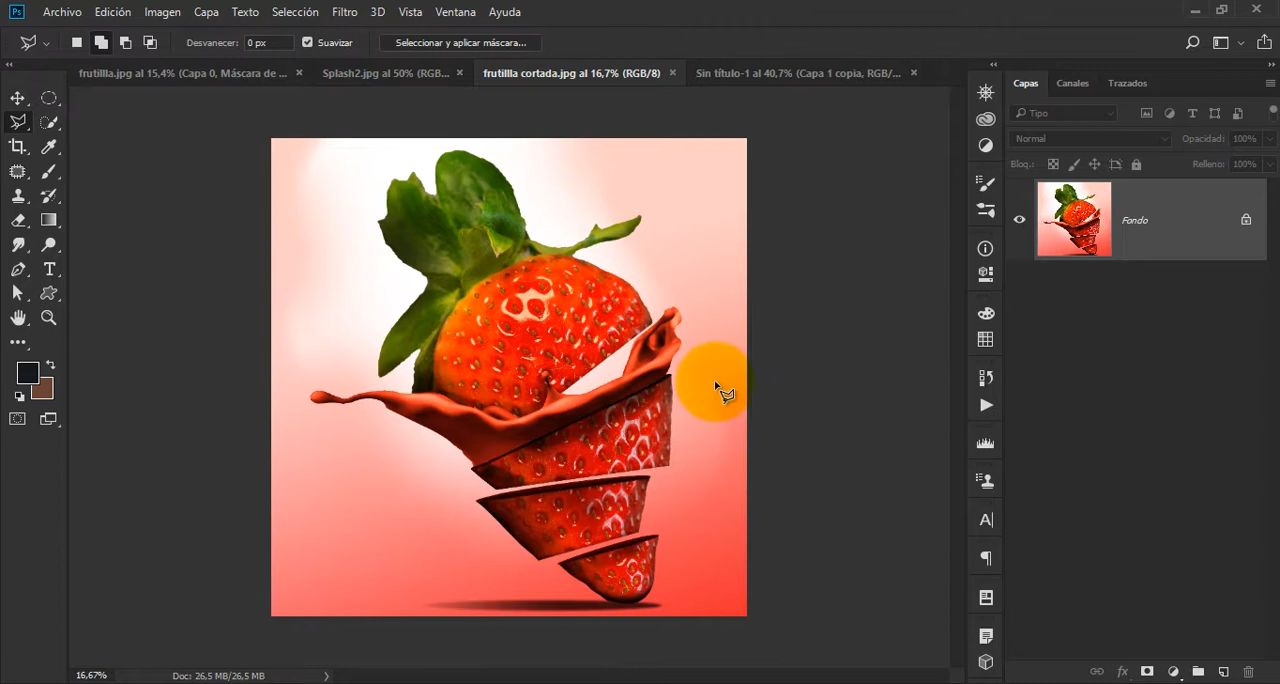 Ps Archivo Edición Imagen Capa Texto Selección Filtro 3D Vista Ventana Ayuda
Desvanecer: 0 px Suavizar Seleccionar y aplicar máscara...
frutillla.jpg al 15,4% (Capa 0, Máscara de ... × Splash2.jpg al 50% (RGB... × frutillla cortada.jpg al 16,7% (RGB/8) × Sin título-1 al 40,7% (Capa 1 copia, RGB/... ×
Capas Canales Trazados
Tipo
Normal Opacidad: 100%
Bloq.: Relleno: 100%
Fondo
16,67% Doc: 26,5 MB/26,5 MB